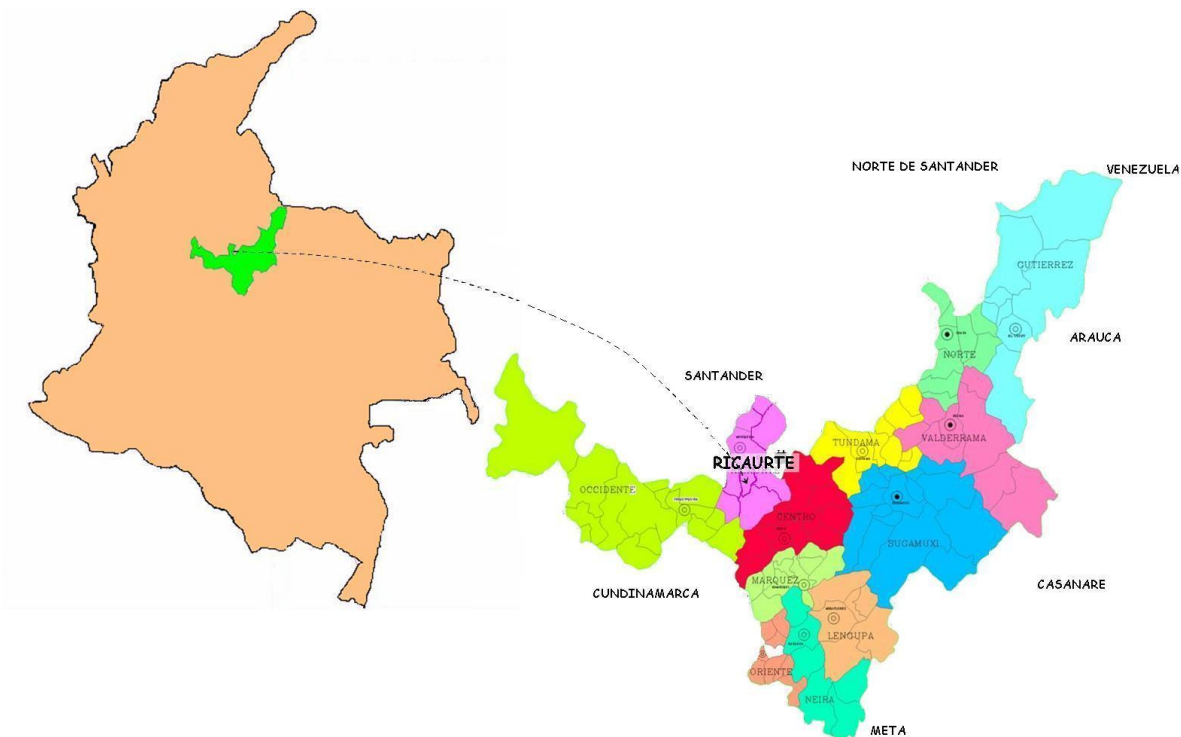 NORTE DE SANTANDER
VENEZUELA
GUTIERREZ
ARAUCA
NORTE
SANTANDER
TUNDAMA
VALDERRAMA
RICAURTE
OCCIDENTE
CENTRO
SUGAMUXI
MARQUEZ
CASANARE
CUNDINAMARCA
LENGUPA
ORIENTE
NEIRA
META